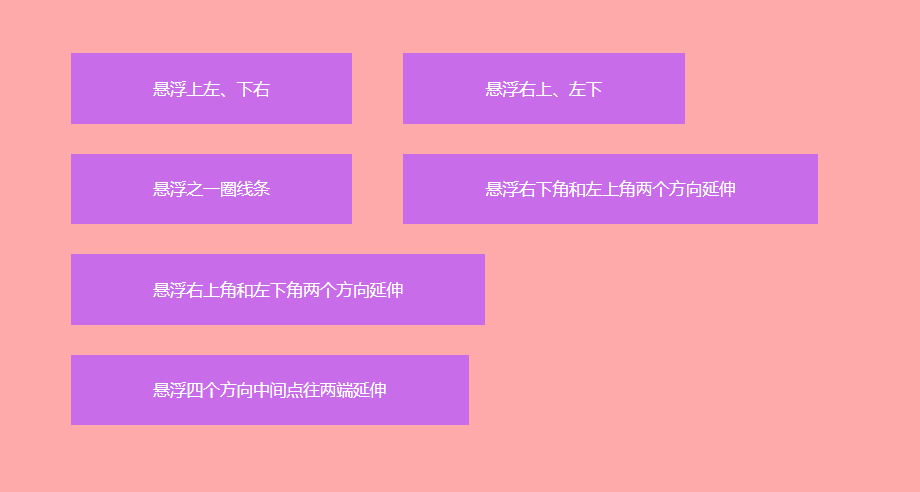 悬浮上左、下右
悬浮右上、左下
悬浮之一圈线条
悬浮右下角和左上角两个方向延伸
悬浮右上角和左下角两个方向延伸
悬浮四个方向中间点往两端延伸